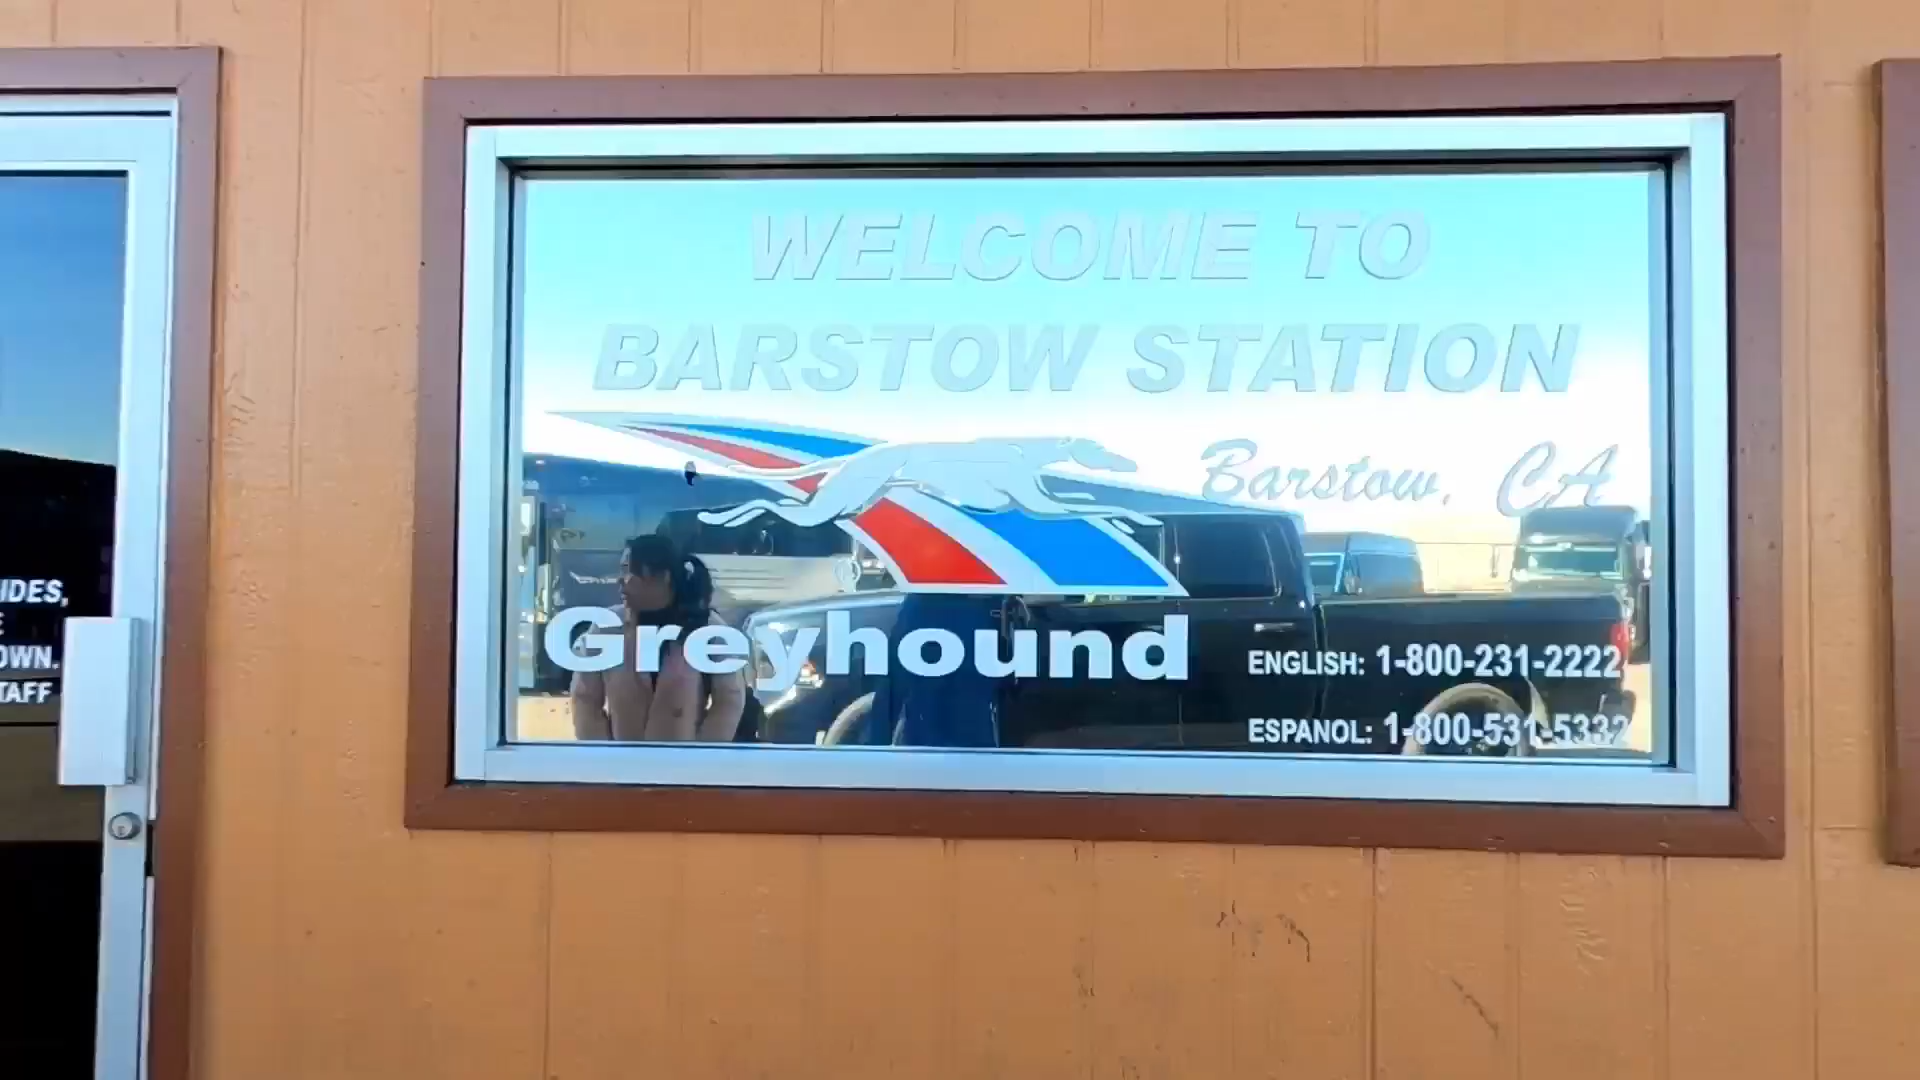 IDES,
OWN.
TAFF
WELCOME TO
BARSTOW STATION
Barstow, CA
Greyhound
ENGLISH: 1-800-231-2222
ESPANOL: 1-800-531-5332